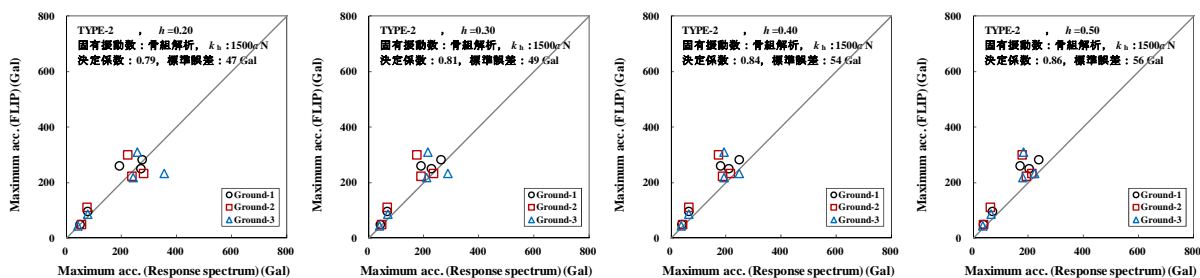 TYPE-2 , h=0.20
固有振動数：骨組解析，kh：1500αN
決定係数：0.79，標準誤差：47 Gal
Maximum acc. (FLIP) (Gal)
800
600
400
200
0
0 200 400 600 800
Ground-1
Ground-2
Ground-3
Maximum acc. (Response spectrum) (Gal)
TYPE-2 , h=0.30
固有振動数：骨組解析，kh：1500αN
決定係数：0.81，標準誤差：49 Gal
Maximum acc. (FLIP) (Gal)
800
600
400
200
0
0 200 400 600 800
Ground-1
Ground-2
Ground-3
Maximum acc. (Response spectrum) (Gal)
TYPE-2 , h=0.40
固有振動数：骨組解析，kh：1500αN
決定係数：0.84，標準誤差：54 Gal
Maximum acc. (FLIP) (Gal)
800
600
400
200
0
0 200 400 600 800
Ground-1
Ground-2
Ground-3
Maximum acc. (Response spectrum) (Gal)
TYPE-2 , h=0.50
固有振動数：骨組解析，kh：1500αN
決定係数：0.86，標準誤差：56 Gal
Maximum acc. (FLIP) (Gal)
800
600
400
200
0
0 200 400 600 800
Ground-1
Ground-2
Ground-3
Maximum acc. (Response spectrum) (Gal)